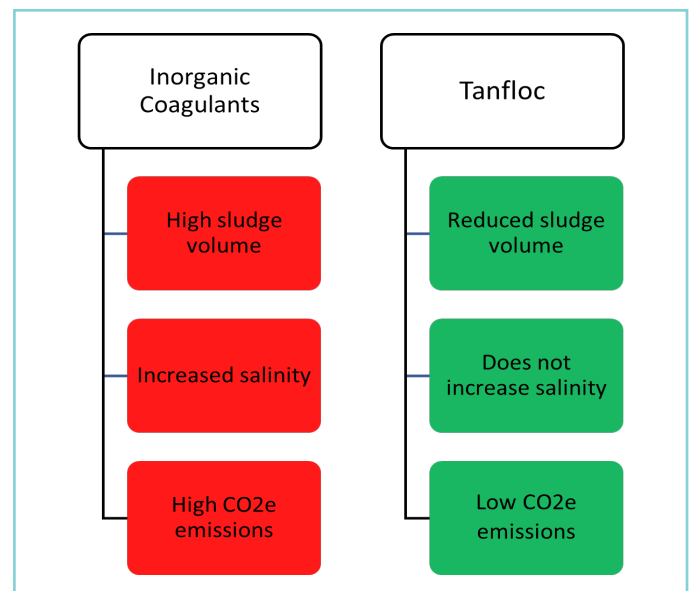 Inorganic
Coagulants
High sludge
volume
Increased salinity
High CO2e
emissions
Tanfloc
Reduced sludge
volume
Does not
increase salinity
Low CO2e
emissions